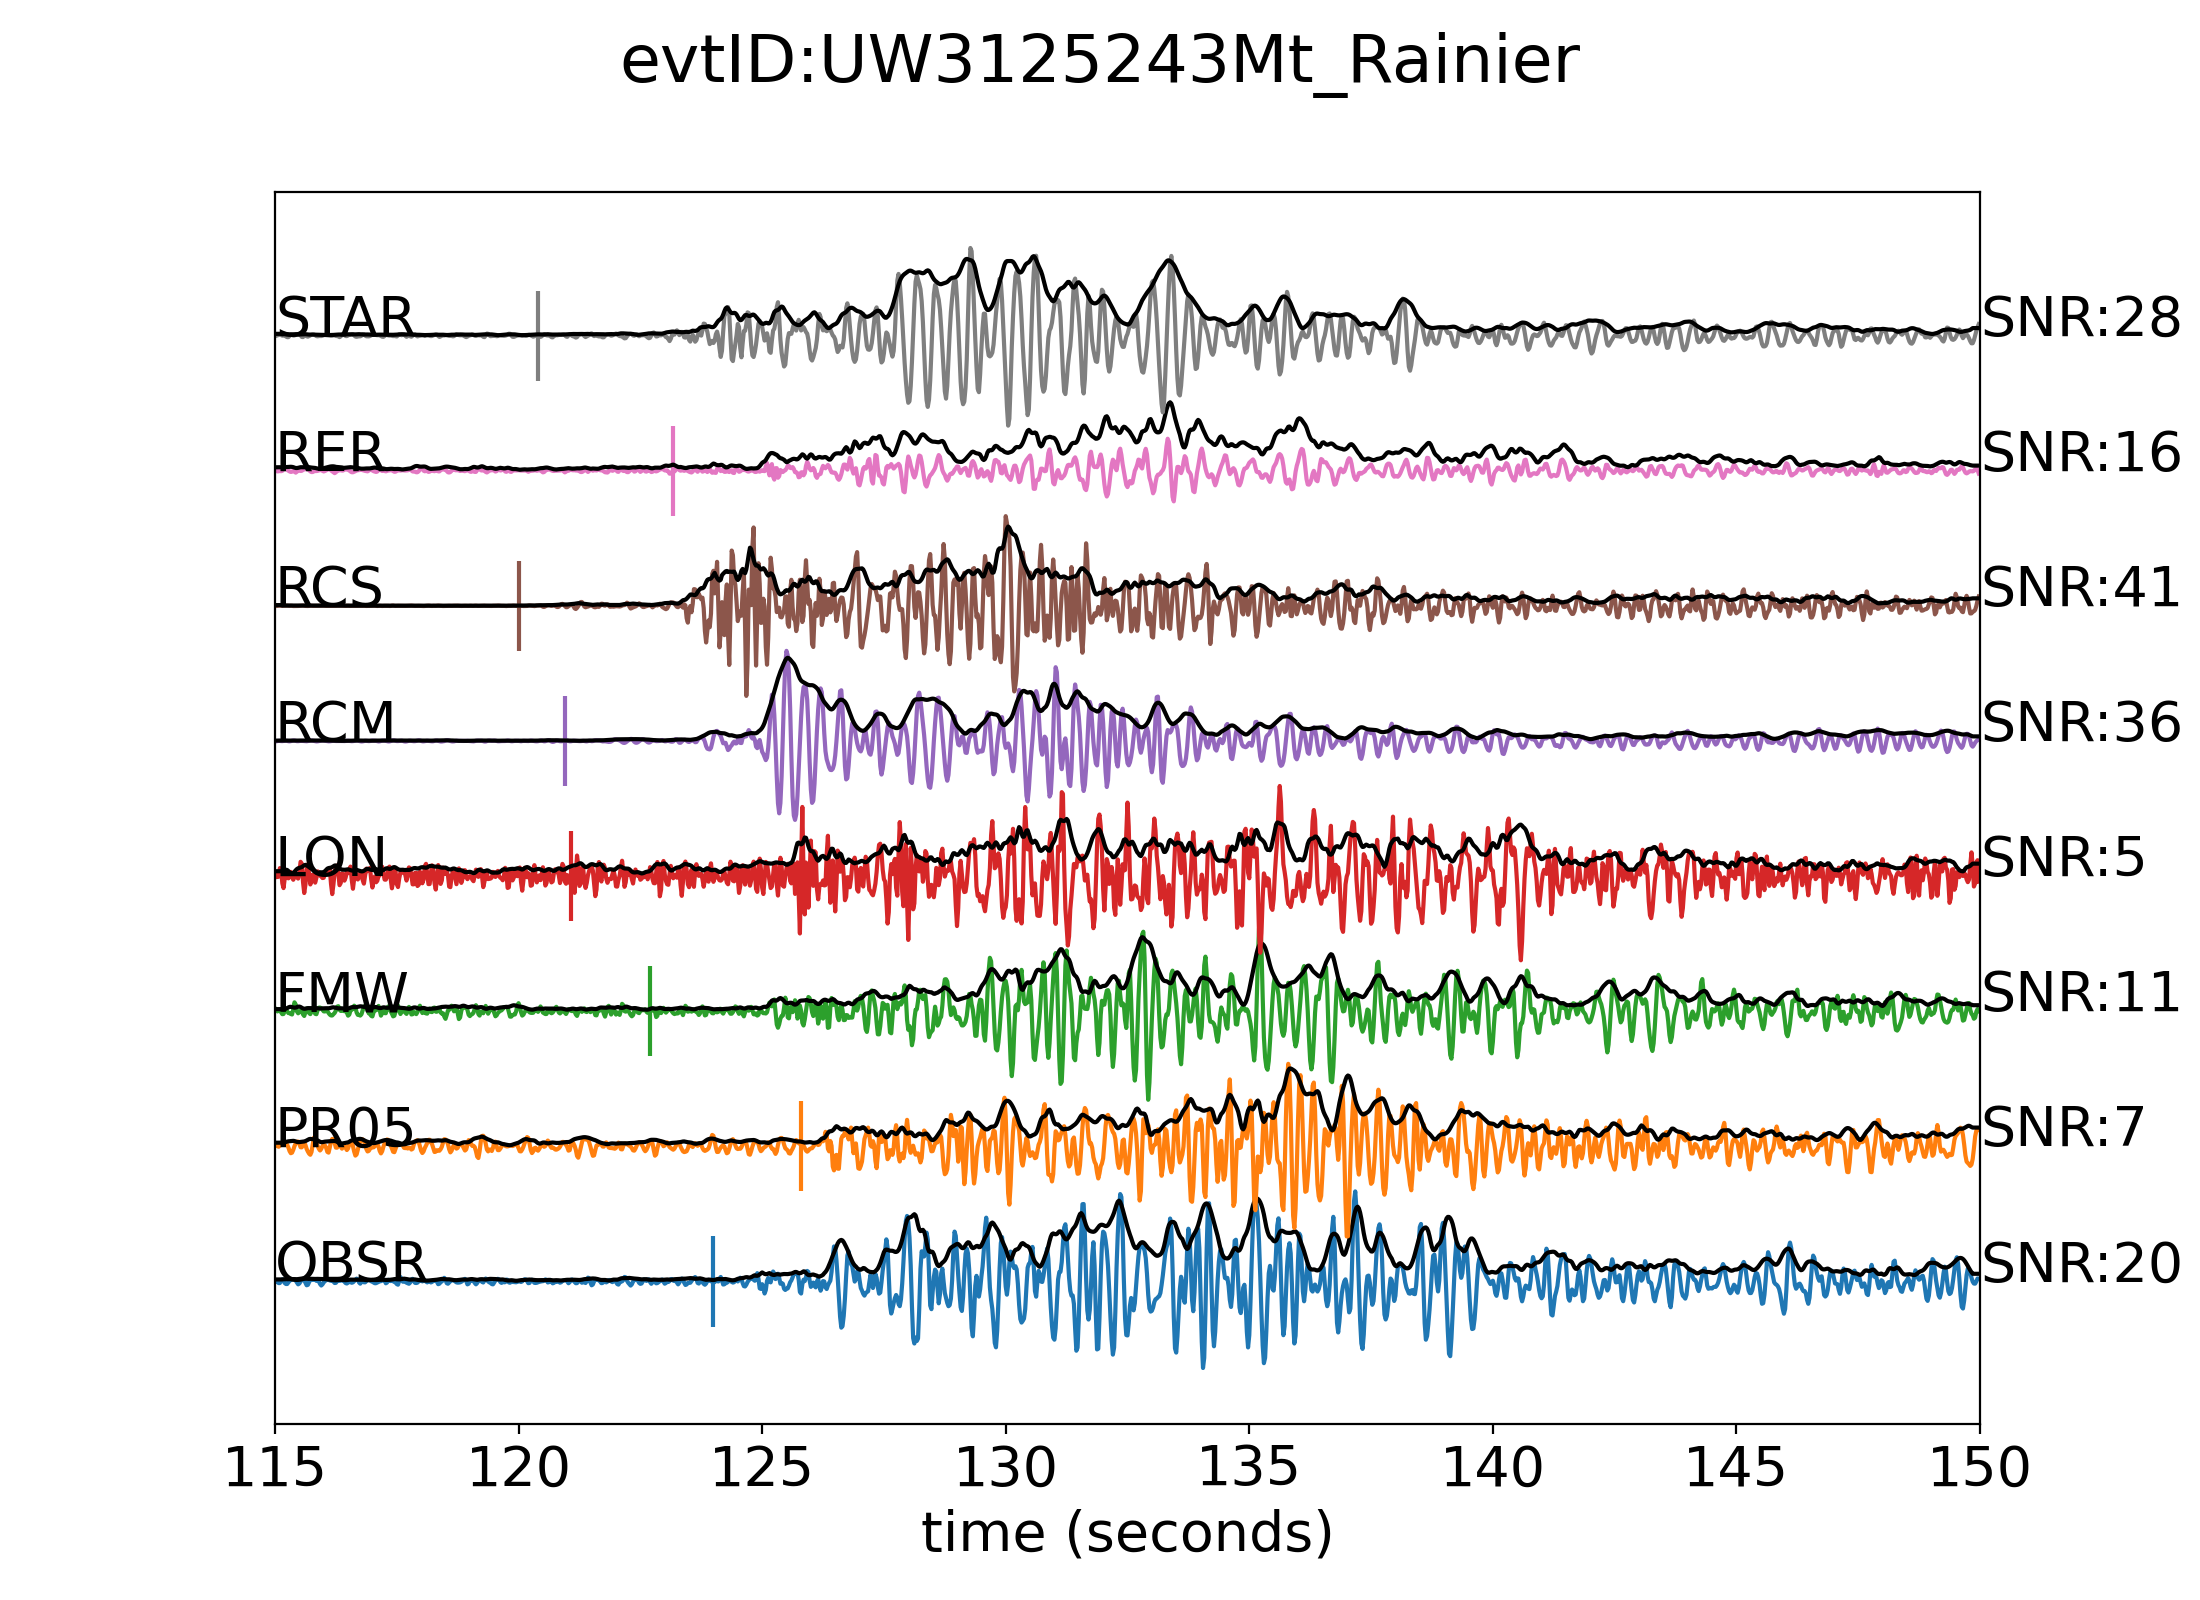 evtID:UW3125243Mt_Rainier
STAR SNR:28
RER SNR:16
RCS SNR:41
RCM SNR:36
LON SNR:5
FMW SNR:11
PR05 SNR:7
OBSR SNR:20
115 120 125 130 135 140 145 150
time (seconds)